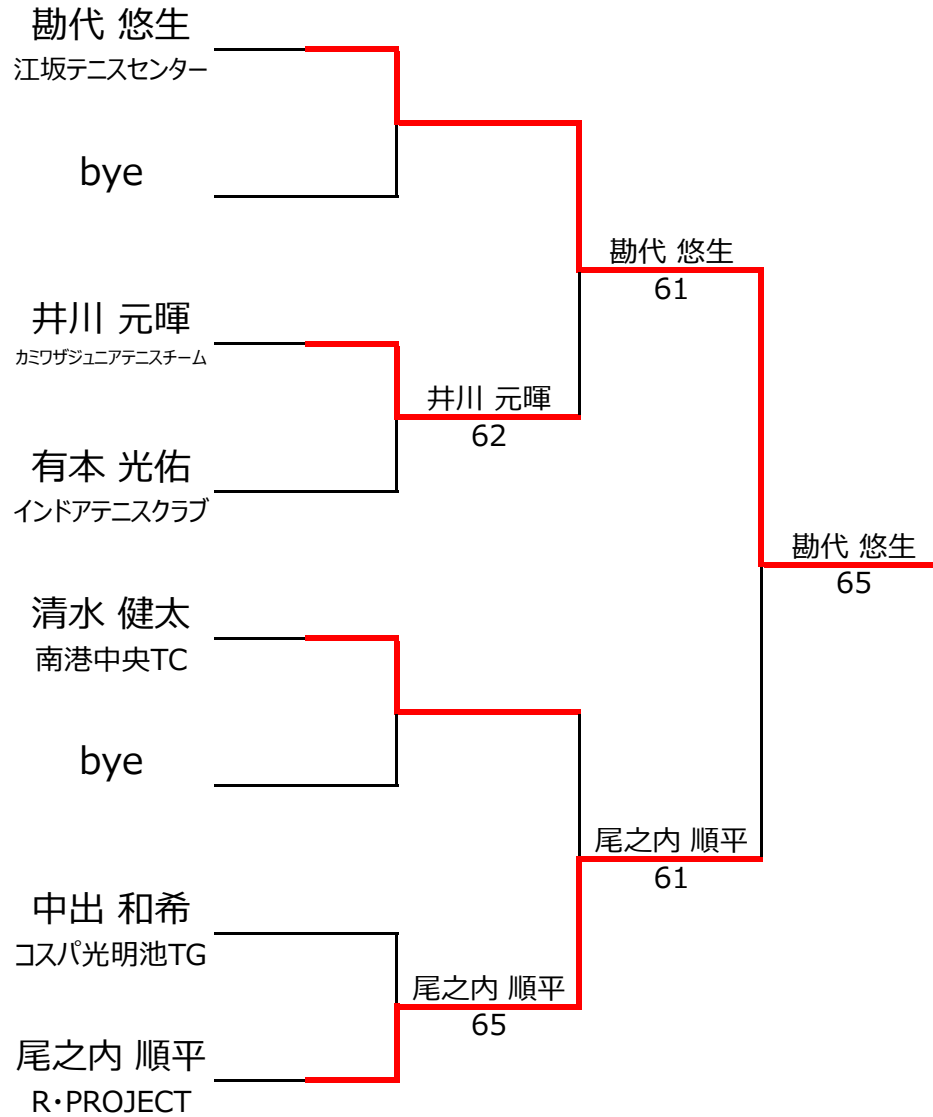 勘代 悠生
江坂テニスセンター
bye
井川 元暉
カミワザジュニアテニスチーム
有本 光佑
インドアテニスクラブ
清水 健太
南港中央TC
bye
中出 和希
コスパ光明池TG
尾之内 順平
R・PROJECT
井川 元暉
62
尾之内 順平
65
勘代 悠生
61
尾之内 順平
61
勘代 悠生
65